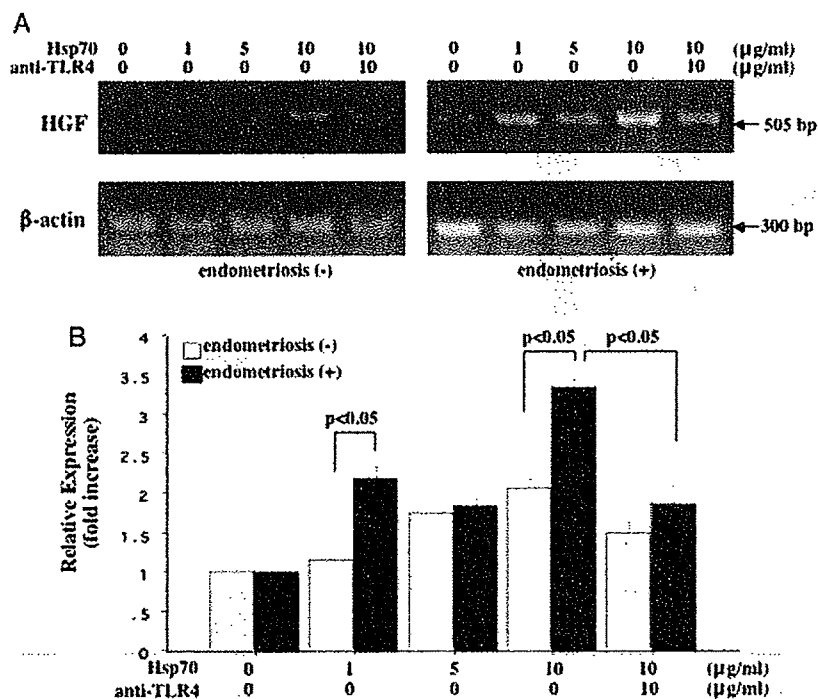 A
Hsp70 0 1 5 10 10 0 1 5 10 10 (µg/ml)
anti-TLR4 0 0 0 0 10 0 0 0 0 10 (µg/ml)
HGF 505 bp
β-actin 300 bp
endometriosis (-) endometriosis (+)
B
4
3.5
3
2.5
2
1.5
1
.5
0
Relative Expression
(fold increase)
endometriosis (-)
endometriosis (+)
p<0.05
p<0.05
p<0.05
Hsp70 0 1 5 10 10 (µg/ml)
anti-TLR4 0 0 0 0 10 (µg/ml)